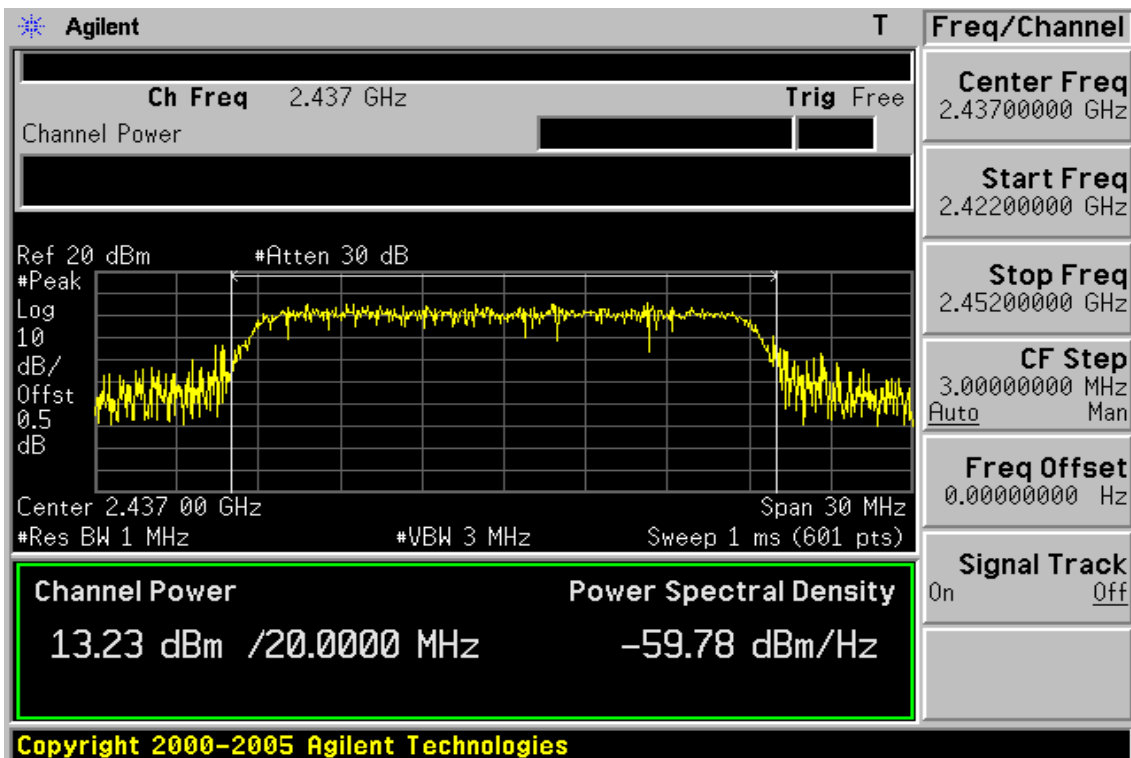 Agilent T
Freq/Channel
Ch Freq 2.437 GHz Trig Free
Channel Power
Ref 20 dBm #Atten 30 dB
#Peak
Log
10
dB/
Offst
0.5
dB
Center 2.437 00 GHz Span 30 MHz
#Res BW 1 MHz #VBW 3 MHz Sweep 1 ms (601 pts)
Channel Power Power Spectral Density
13.23 dBm /20.0000 MHz -59.78 dBm/Hz
Center Freq
2.43700000 GHz
Start Freq
2.42200000 GHz
Stop Freq
2.45200000 GHz
CF Step
3.00000000 MHz
Auto Man
Freq Offset
0.00000000 Hz
Signal Track
On Off
Copyright 2000-2005 Agilent Technologies